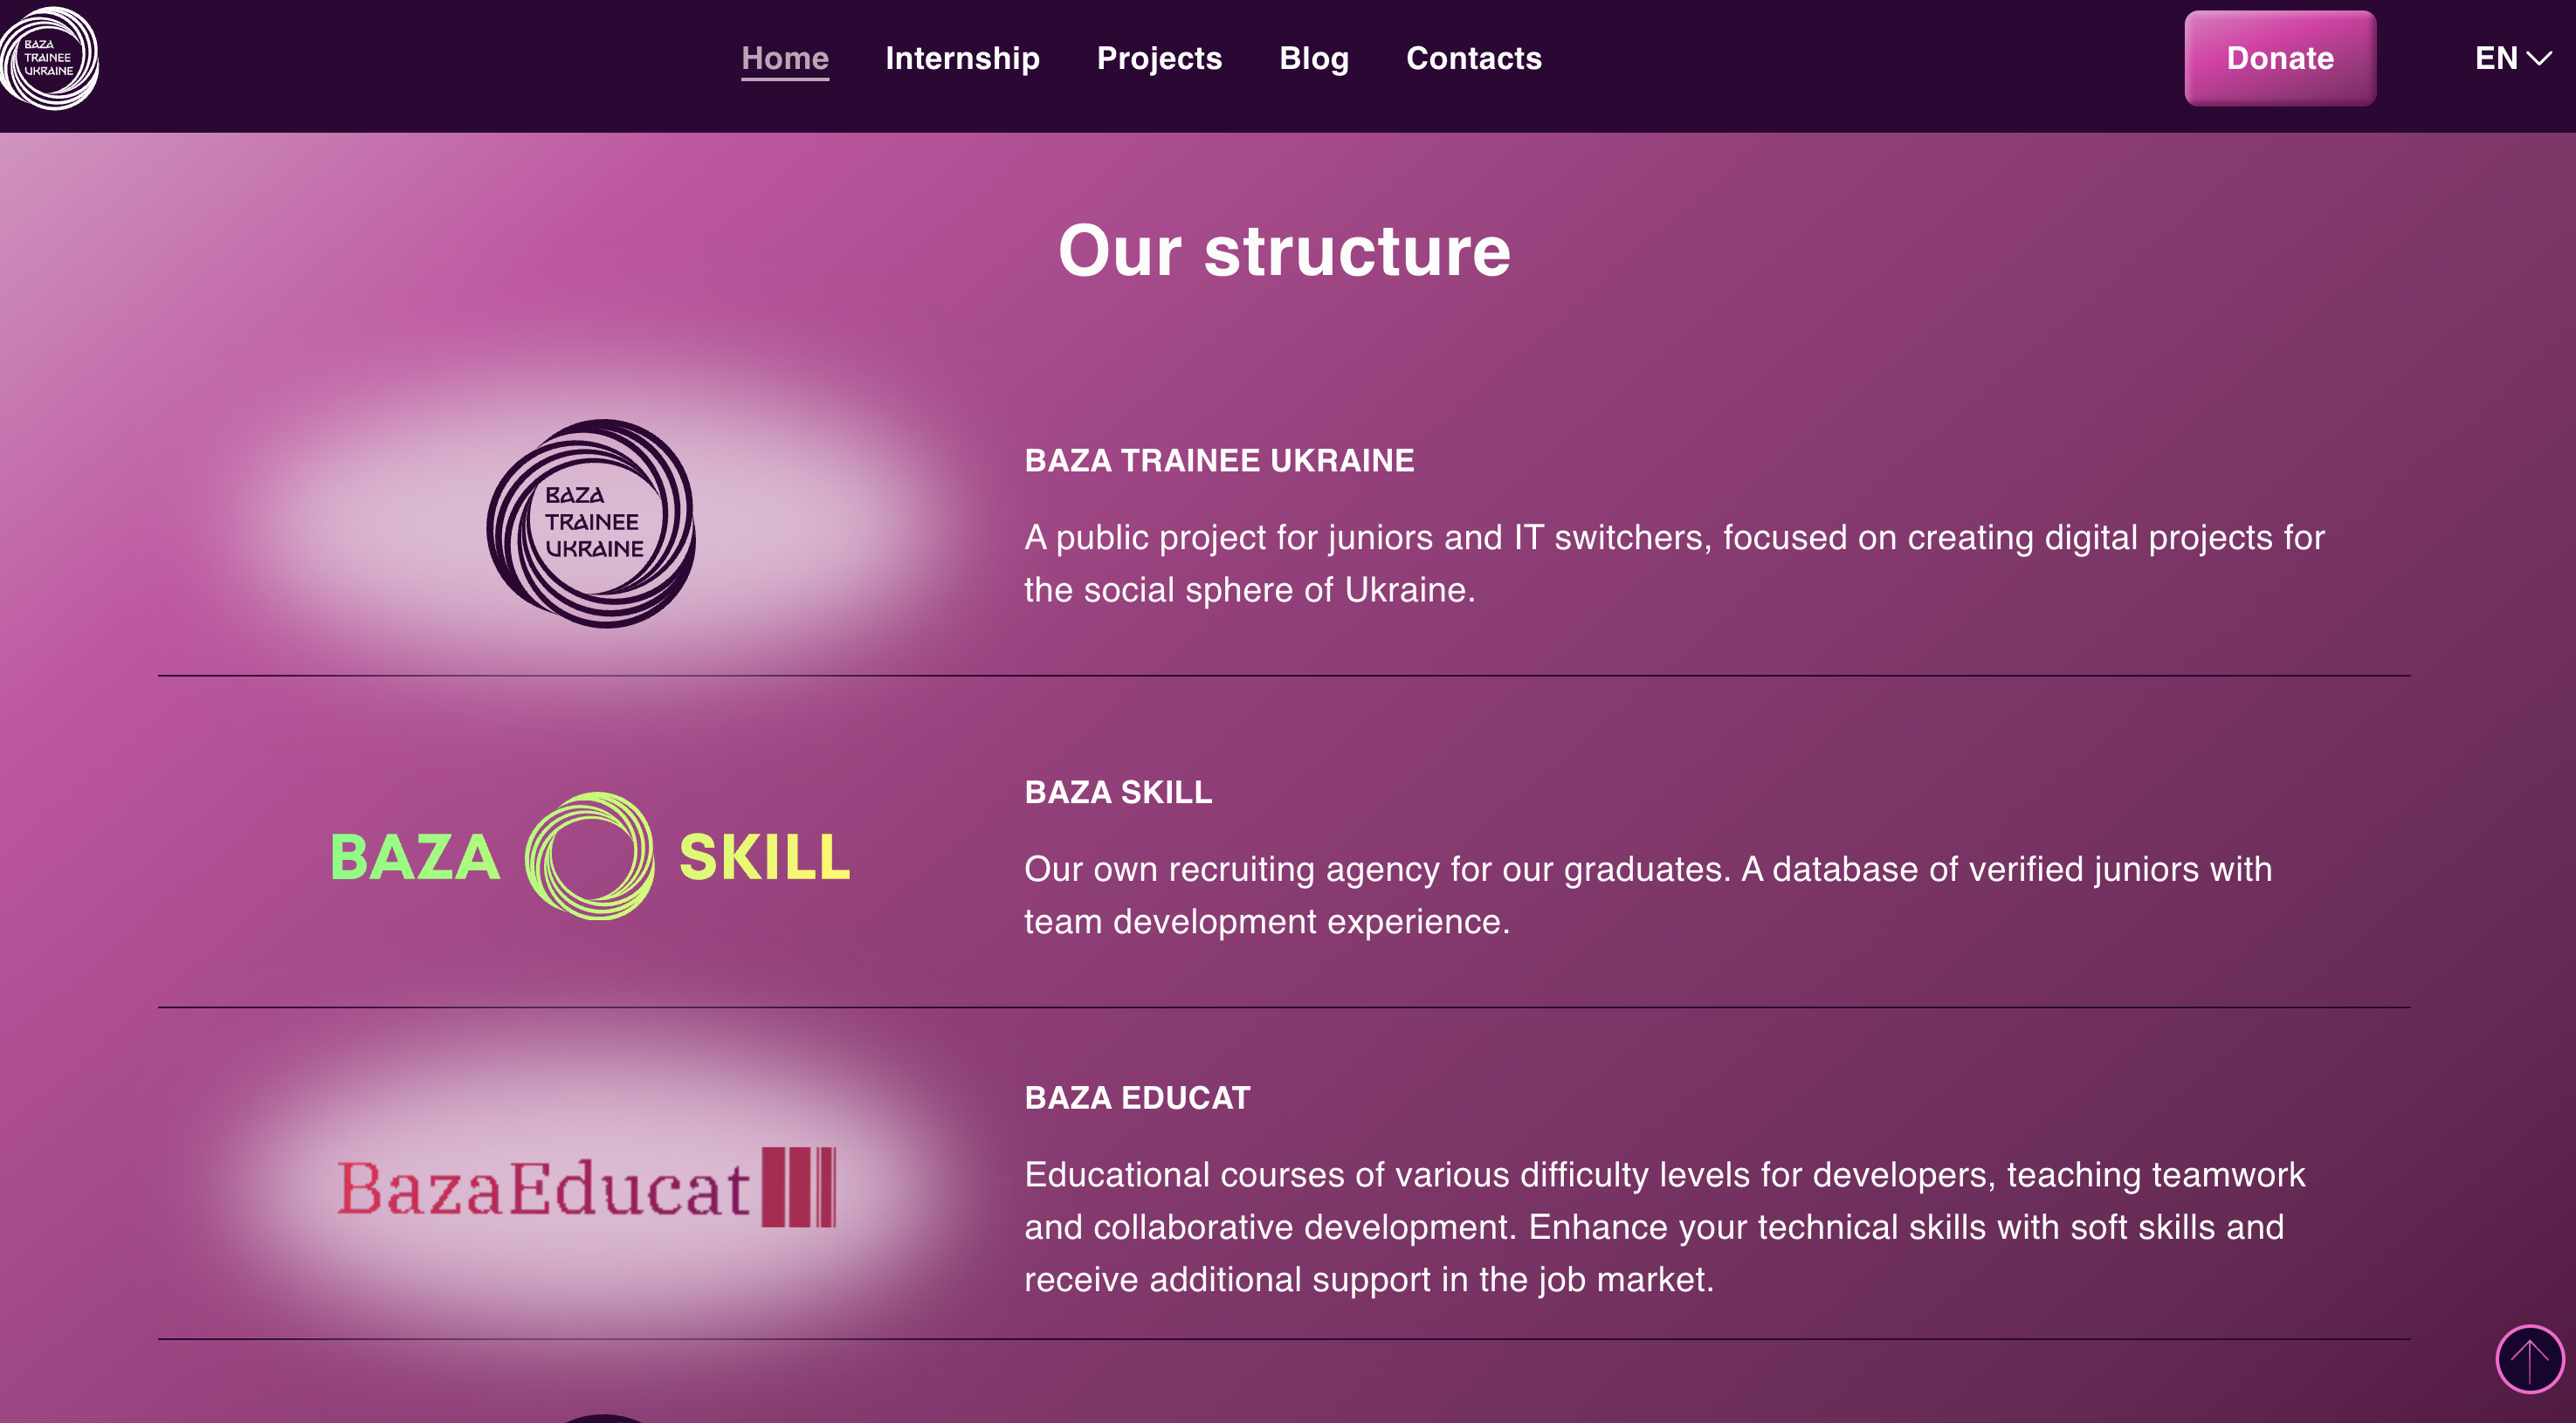 BAZA
TRAINEE
UKRAINE
Home Internship Projects Blog Contacts Donate EN
Our structure
BAZA
TRAINEE
UKRAINE
BAZA TRAINEE UKRAINE
A public project for juniors and IT switchers, focused on creating digital projects for
the social sphere of Ukraine.
BAZA SKILL
BAZA SKILL
Our own recruiting agency for our graduates. A database of verified juniors with
team development experience.
BazaEducat
BAZA EDUCAT
Educational courses of various difficulty levels for developers, teaching teamwork
and collaborative development. Enhance your technical skills with soft skills and
receive additional support in the job market.